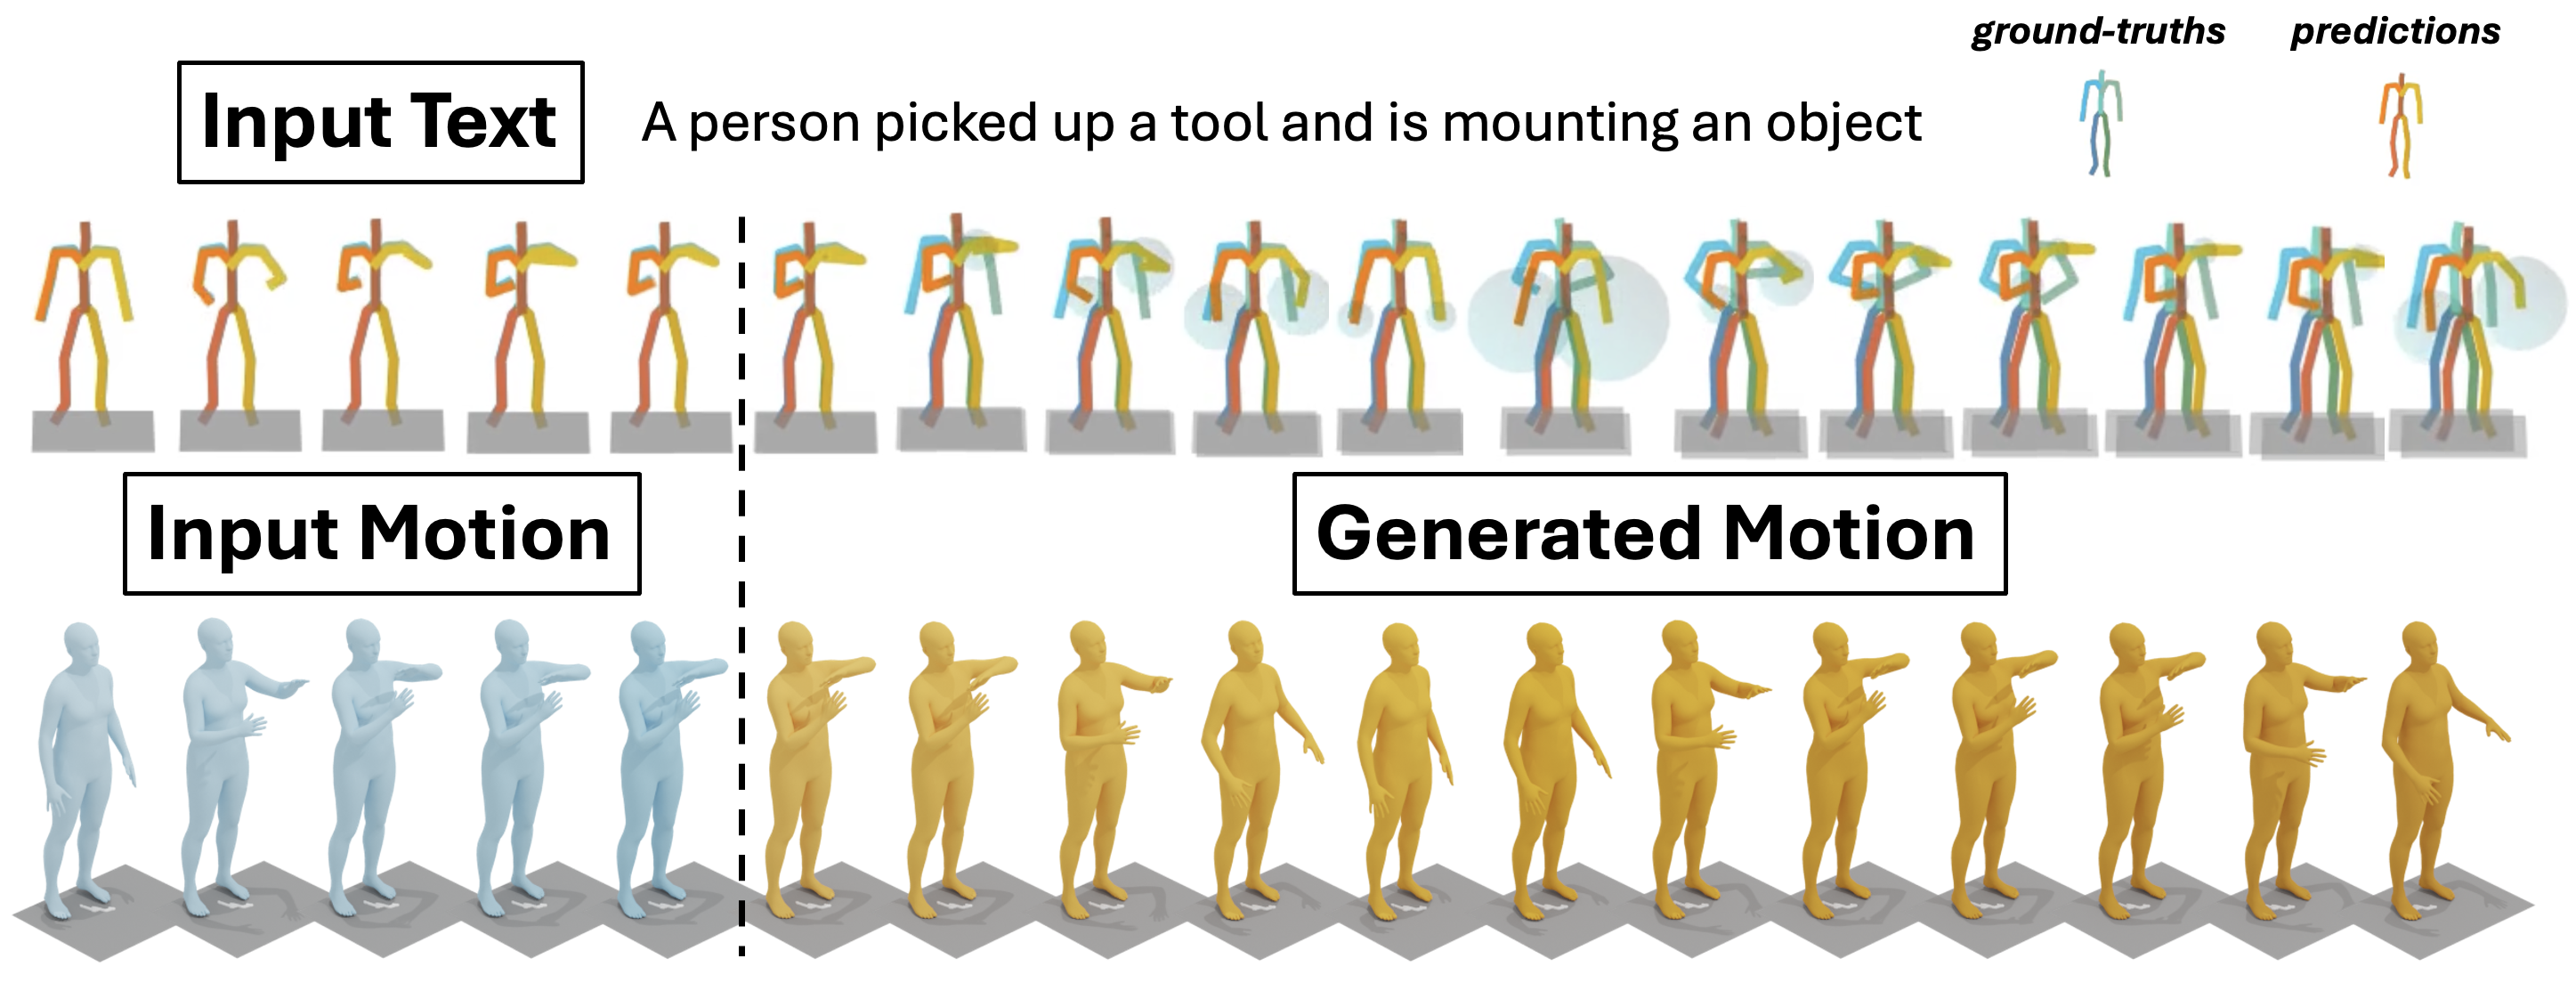 ground-truths predictions
Input Text
A person picked up a tool and is mounting an object
Input Motion
Generated Motion